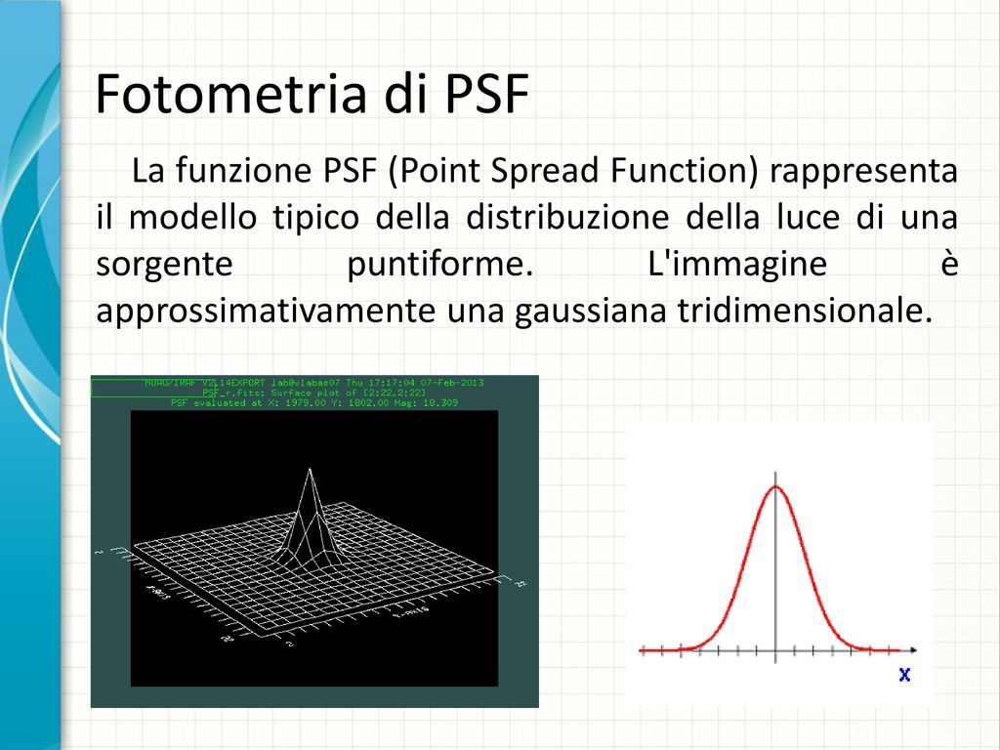 Fotometria di PSF
La funzione PSF (Point Spread Function) rappresenta
il modello tipico della distribuzione della luce di una
sorgente puntiforme. L'immagine è
approssimativamente una gaussiana tridimensionale.
NOAO/IRAF V2.14EXPORT lab@vlabas07 Thu 17:17:04 07-Feb-2013
PSF_r.fits: Surface plot of [2:22,2:22]
PSF evaluated at X: 1979.00 Y: 1802.00 Mag: 18.309
Y-AXIS
22
2
X